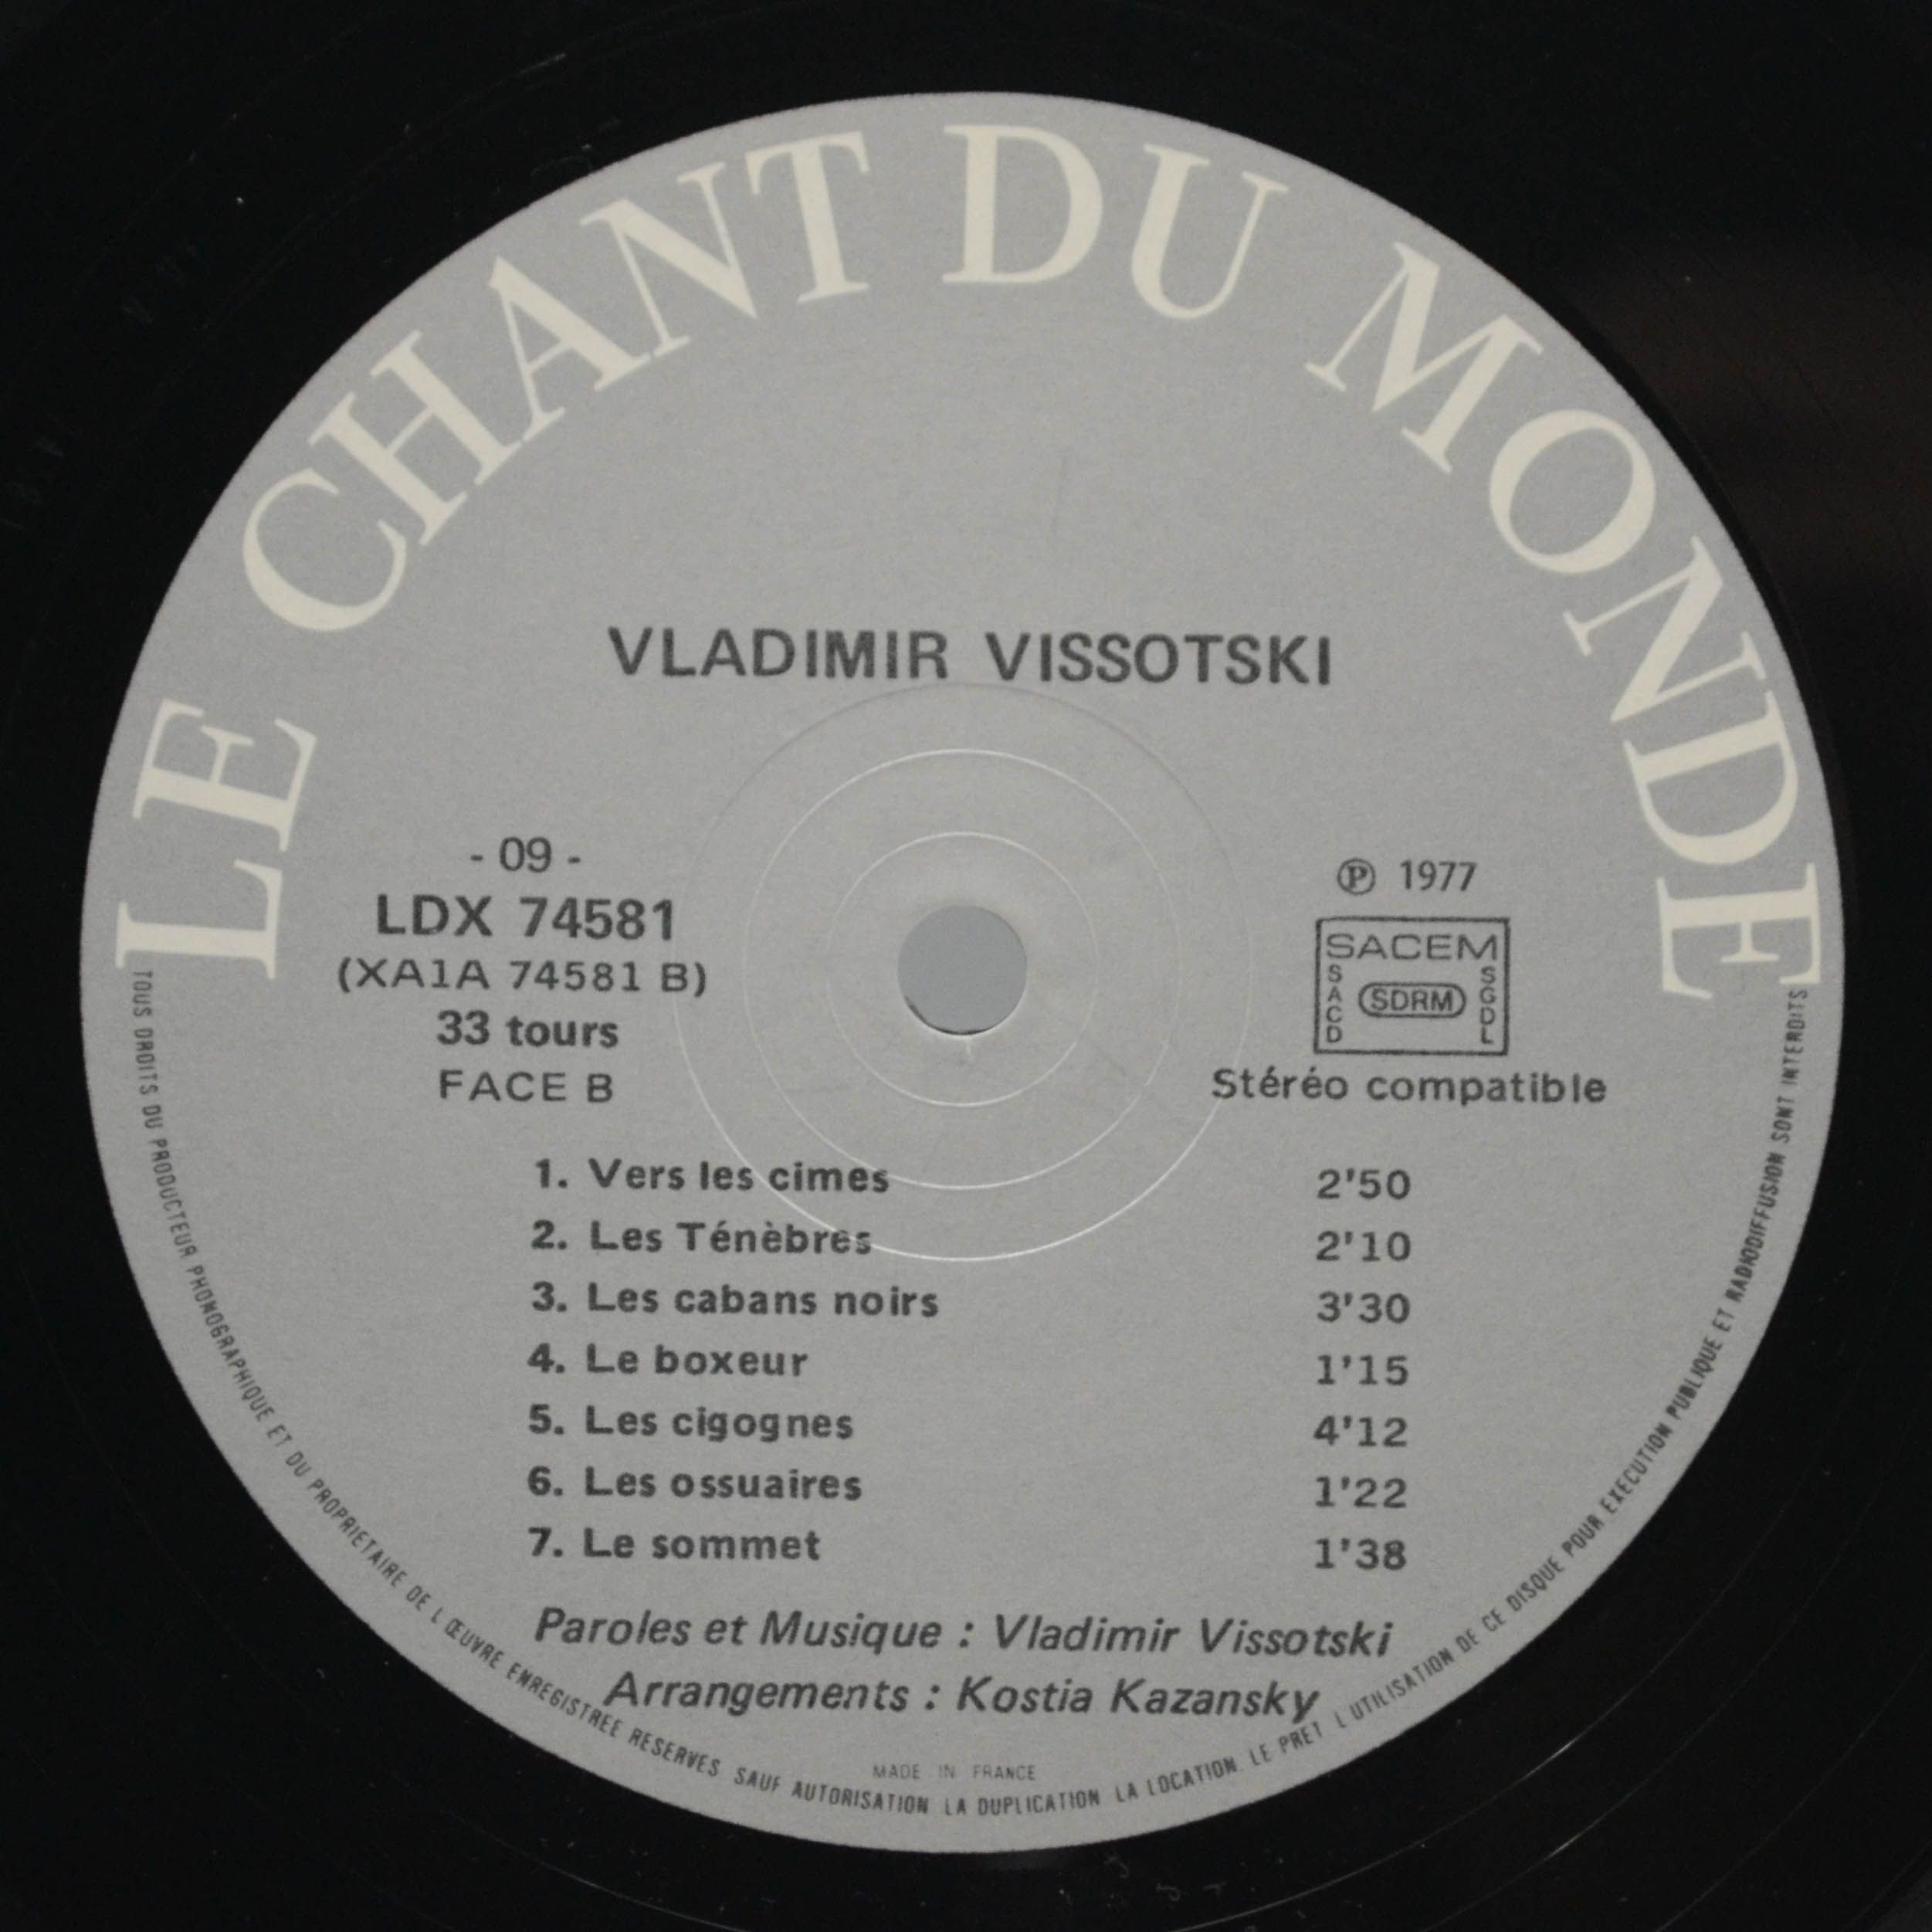 LE CHANT DU MONDE
VLADIMIR VISSOTSKI
- 09 -
LDX 74581
(XA1A 74581 B)
33 tours
FACE B
℗ 1977
SACEM
SACD
SDRM
SGDL
Stéréo compatible
1. Vers les cimes 2'50
2. Les Ténèbres 2'10
3. Les cabans noirs 3'30
4. Le boxeur 1'15
5. Les cigognes 4'12
6. Les ossuaires 1'22
7. Le sommet 1'38
Paroles et Musique : Vladimir Vissotski
Arrangements : Kostia Kazansky
MADE IN FRANCE
TOUS DROITS DU PRODUCTEUR PHONOGRAPHIQUE ET DU PROPRIETAIRE DE L ŒUVRE ENREGISTREE RESERVES SAUF AUTORISATION LA DUPLICATION LA LOCATION. LE PRET L UTILISATION DE CE DISQUE POUR EXECUTION PUBLIQUE ET RADIODIFFUSION SONT INTERDITS